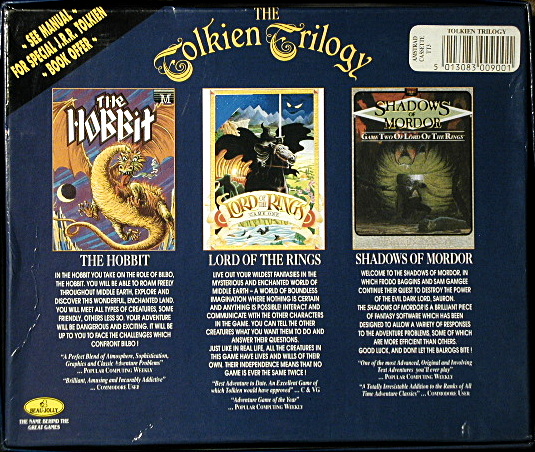 - SEE MANUAL -
FOR SPECIAL J.R.R. TOLKIEN
- BOOK OFFER -
THE
Tolkien Trilogy
TOLKIEN TRILOGY
AMSTRAD
CASSETTE
TT3
5 013083 009001
THE
HOBBIT
M
LORD OF THE RINGS
GAME ONE
SHADOWS
OF
MORDOR
GAME TWO OF LORD OF THE RINGS
THE HOBBIT
IN THE HOBBIT YOU TAKE ON THE ROLE OF BILBO,
THE HOBBIT. YOU WILL BE ABLE TO ROAM FREELY
THROUGHOUT MIDDLE EARTH, EXPLORE AND
DISCOVER THIS WONDERFUL, ENCHANTED LAND.
YOU WILL MEET ALL TYPES OF CREATURES, SOME
FRIENDLY, OTHERS LESS SO. YOUR ADVENTURE
WILL BE DANGEROUS AND EXCITING. IT WILL BE
UP TO YOU TO FACE THE CHALLENGES WHICH
CONFRONT BILBO !
"A Perfect Blend of Atmosphere, Sophistication,
Graphics and Classic Adventure Problems"
... POPULAR COMPUTING WEEKLY
"Brilliant, Amusing and Incurably Addictive"
... COMMODORE USER
BEAU-JOLLY
THE NAME BEHIND THE
GREAT GAMES
LORD OF THE RINGS
LIVE OUT YOUR WILDEST FANTASIES IN THE
MYSTERIOUS AND ENCHANTED WORLD OF
MIDDLE EARTH – A WORLD OF BOUNDLESS
IMAGINATION WHERE NOTHING IS CERTAIN
AND ANYTHING IS POSSIBLE! INTERACT AND
COMMUNICATE WITH THE OTHER CHARACTERS
IN THE GAME. YOU CAN TELL THE OTHER
CREATURES WHAT YOU WANT THEM TO DO AND
ANSWER THEIR QUESTIONS.
JUST LIKE IN REAL LIFE, ALL THE CREATURES IN
THIS GAME HAVE LIVES AND WILLS OF THEIR
OWN. THEIR INDEPENDENCE MEANS THAT NO
GAME IS EVER THE SAME TWICE !
"Best Adventure to Date. An Excellent Game of
which Tolkien would have approved" ... C & VG
"Adventure Game of the Year"
... POPULAR COMPUTING WEEKLY
SHADOWS OF MORDOR
WELCOME TO THE SHADOWS OF MORDOR, IN
WHICH FRODO BAGGINS AND SAM GAMGEE
CONTINUE THEIR QUEST TO DESTROY THE POWER
OF THE EVIL DARK LORD, SAURON.
THE SHADOWS OF MORDOR IS A BRILLIANT PIECE
OF FANTASY SOFTWARE WHICH HAS BEEN
DESIGNED TO ALLOW A VARIETY OF RESPONSES
TO THE ADVENTURE PROBLEMS, SOME OF WHICH
ARE MORE EFFICIENT THAN OTHERS.
GOOD LUCK, AND DONT LET THE BALROGS BITE !
"One of the most Advanced, Original and Involving
Text Adventures you'll ever play"
... POPULAR COMPUTING WEEKLY
"A Totally Irresistable Addition to the Ranks of All
Time Adventure Classics" ... COMMODORE USER